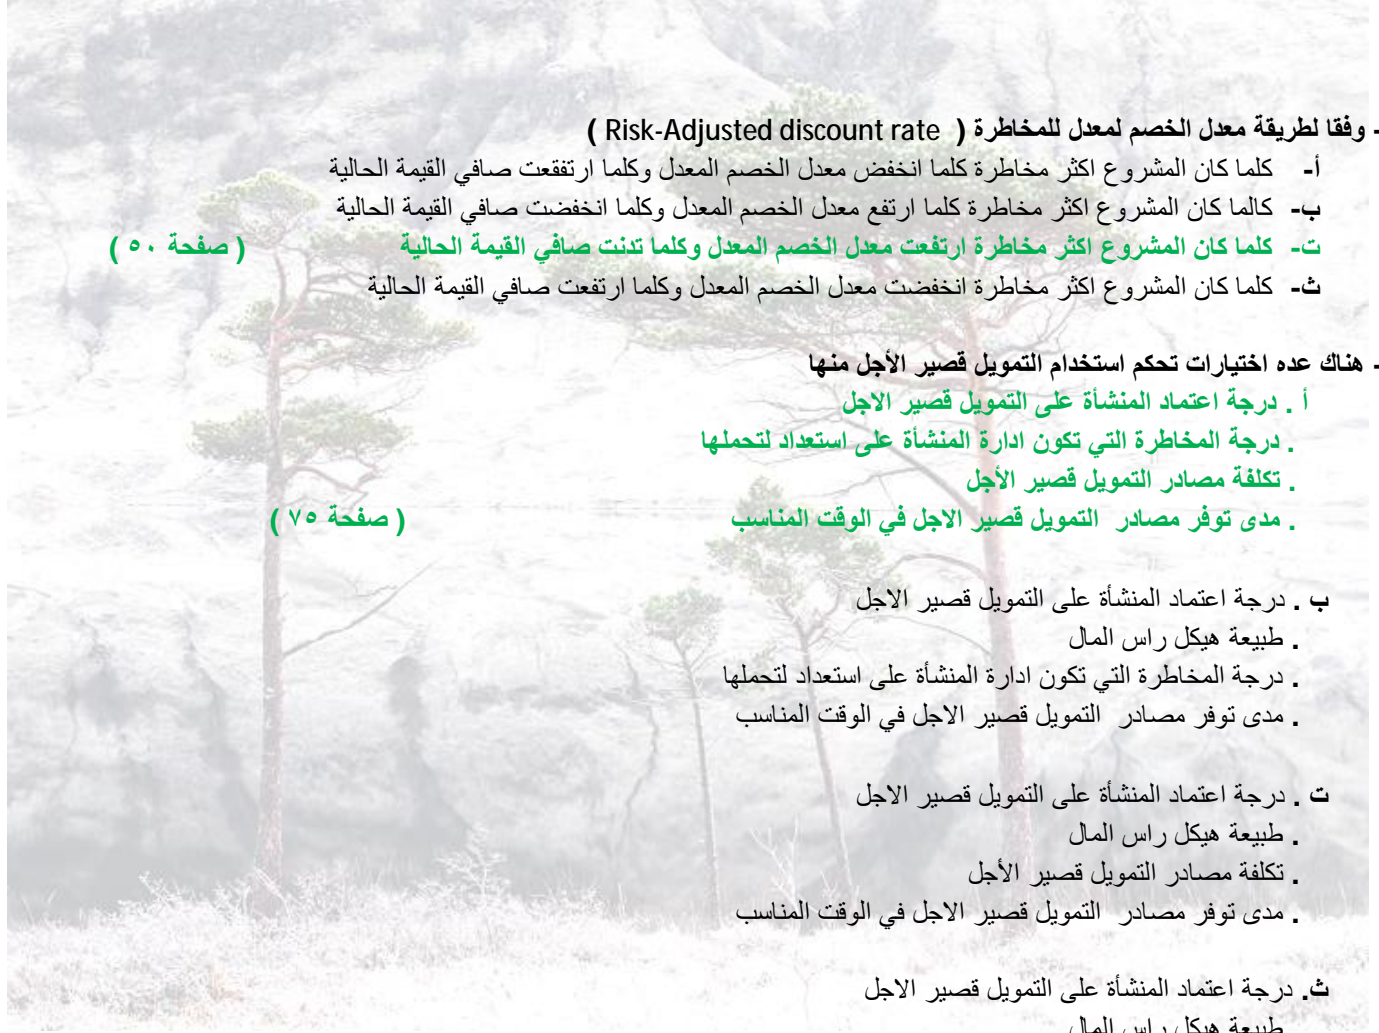 - وفقا لطريقة معدل الخصم لمعدل للمخاطرة ( Risk-Adjusted discount rate )
أ- كلما كان المشروع اكثر مخاطرة كلما انخفض معدل الخصم المعدل وكلما ارتفقعت صافي القيمة الحالية
ب- كالما كان المشروع اكثر مخاطرة كلما ارتفع معدل الخصم المعدل وكلما انخفضت صافي القيمة الحالية
ت- كلما كان المشروع اكثر مخاطرة ارتفعت معدل الخصم المعدل وكلما تدنت صافي القيمة الحالية ( صفحة ٥٠ )
ث- كلما كان المشروع اكثر مخاطرة انخفضت معدل الخصم المعدل وكلما ارتفعت صافي القيمة الحالية
- هناك عده اختيارات تحكم استخدام التمويل قصير الأجل منها
أ . درجة اعتماد المنشأة على التمويل قصير الاجل
. درجة المخاطرة التي تكون ادارة المنشأة على استعداد لتحملها
. تكلفة مصادر التمويل قصير الأجل
. مدى توفر مصادر التمويل قصير الاجل في الوقت المناسب ( صفحة ٧٥ )
ب . درجة اعتماد المنشأة على التمويل قصير الاجل
. طبيعة هيكل راس المال
. درجة المخاطرة التي تكون ادارة المنشأة على استعداد لتحملها
. مدى توفر مصادر التمويل قصير الاجل في الوقت المناسب
ت . درجة اعتماد المنشأة على التمويل قصير الاجل
. طبيعة هيكل راس المال
. تكلفة مصادر التمويل قصير الأجل
. مدى توفر مصادر التمويل قصير الاجل في الوقت المناسب
ث. درجة اعتماد المنشأة على التمويل قصير الاجل
. طبيعة هيكل راس المال